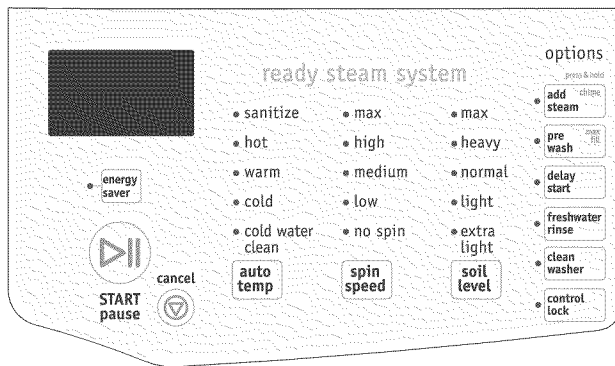 options
ready steam system
press & hold
add steam
chime
pre wash
max fill
delay start
freshwater rinse
clean washer
control lock
sanitize
hot
warm
cold
cold water clean
auto temp
max
high
medium
low
no spin
spin speed
max
heavy
normal
light
extra light
soil level
energy saver
START pause
cancel